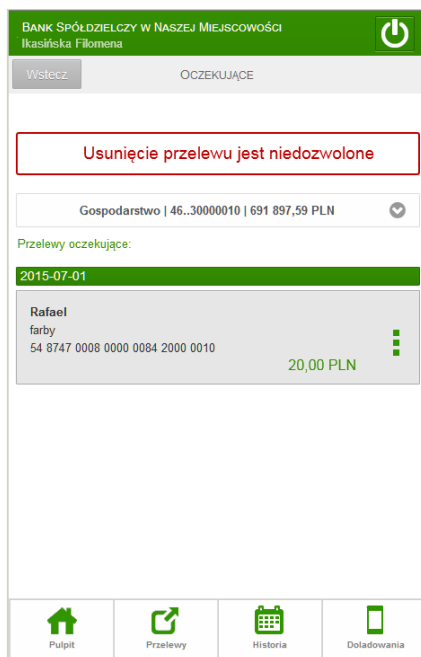 Bank Spółdzielczy w Naszej Miejscowości
Ikasińska Filomena
Wstecz
Oczekujące
Usunięcie przelewu jest niedozwolone
Gospodarstwo | 46..30000010 | 691 897,59 PLN
Przelewy oczekujące:
2015-07-01
Rafael
farby
54 8747 0008 0000 0084 2000 0010
20,00 PLN
Pulpit
Przelewy
Historia
Doladowania